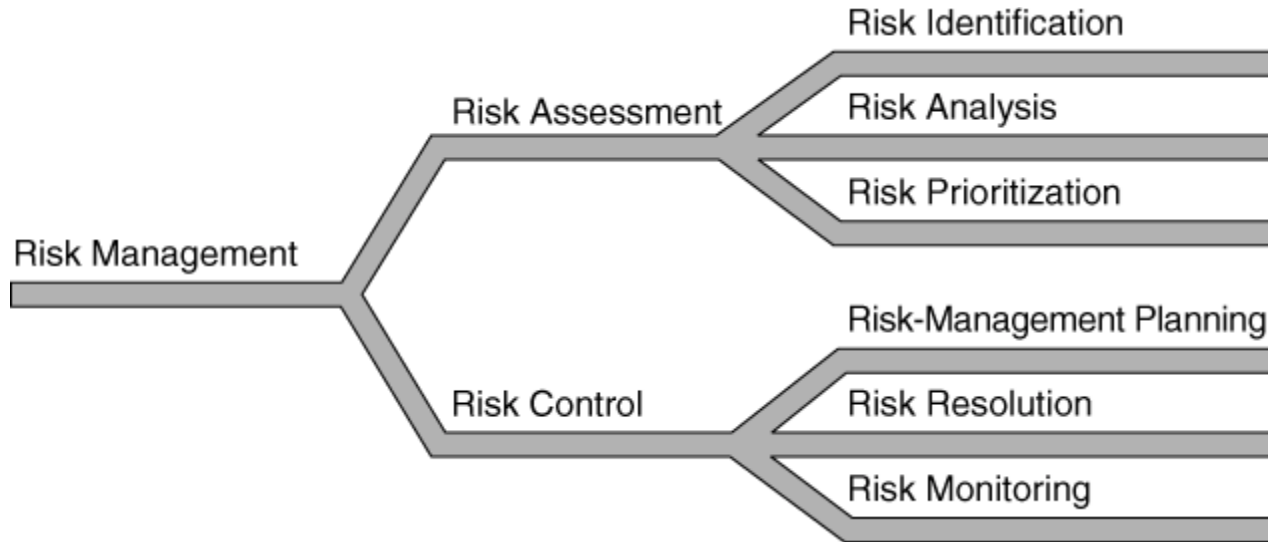 Risk Identification
Risk Assessment
Risk Analysis
Risk Prioritization
Risk Management
Risk-Management Planning
Risk Control
Risk Resolution
Risk Monitoring